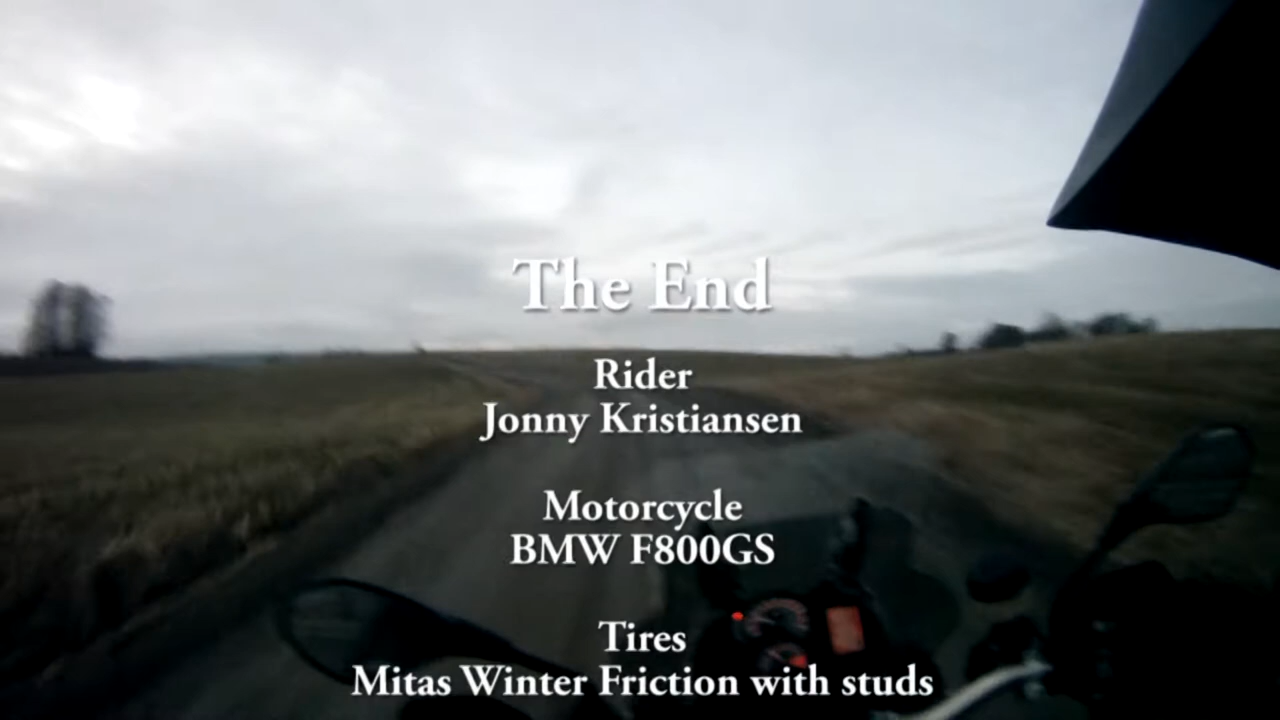 The End
Rider
Jonny Kristiansen
Motorcycle
BMW F800GS
Tires
Mitas Winter Friction with studs